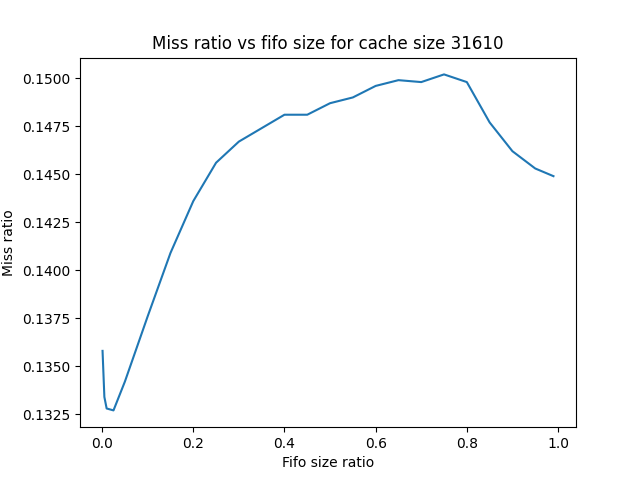 Miss ratio vs fifo size for cache size 31610
0.1500
0.1475
0.1450
0.1425
0.1400
0.1375
0.1350
0.1325
Miss ratio
0.0 0.2 0.4 0.6 0.8 1.0
Fifo size ratio